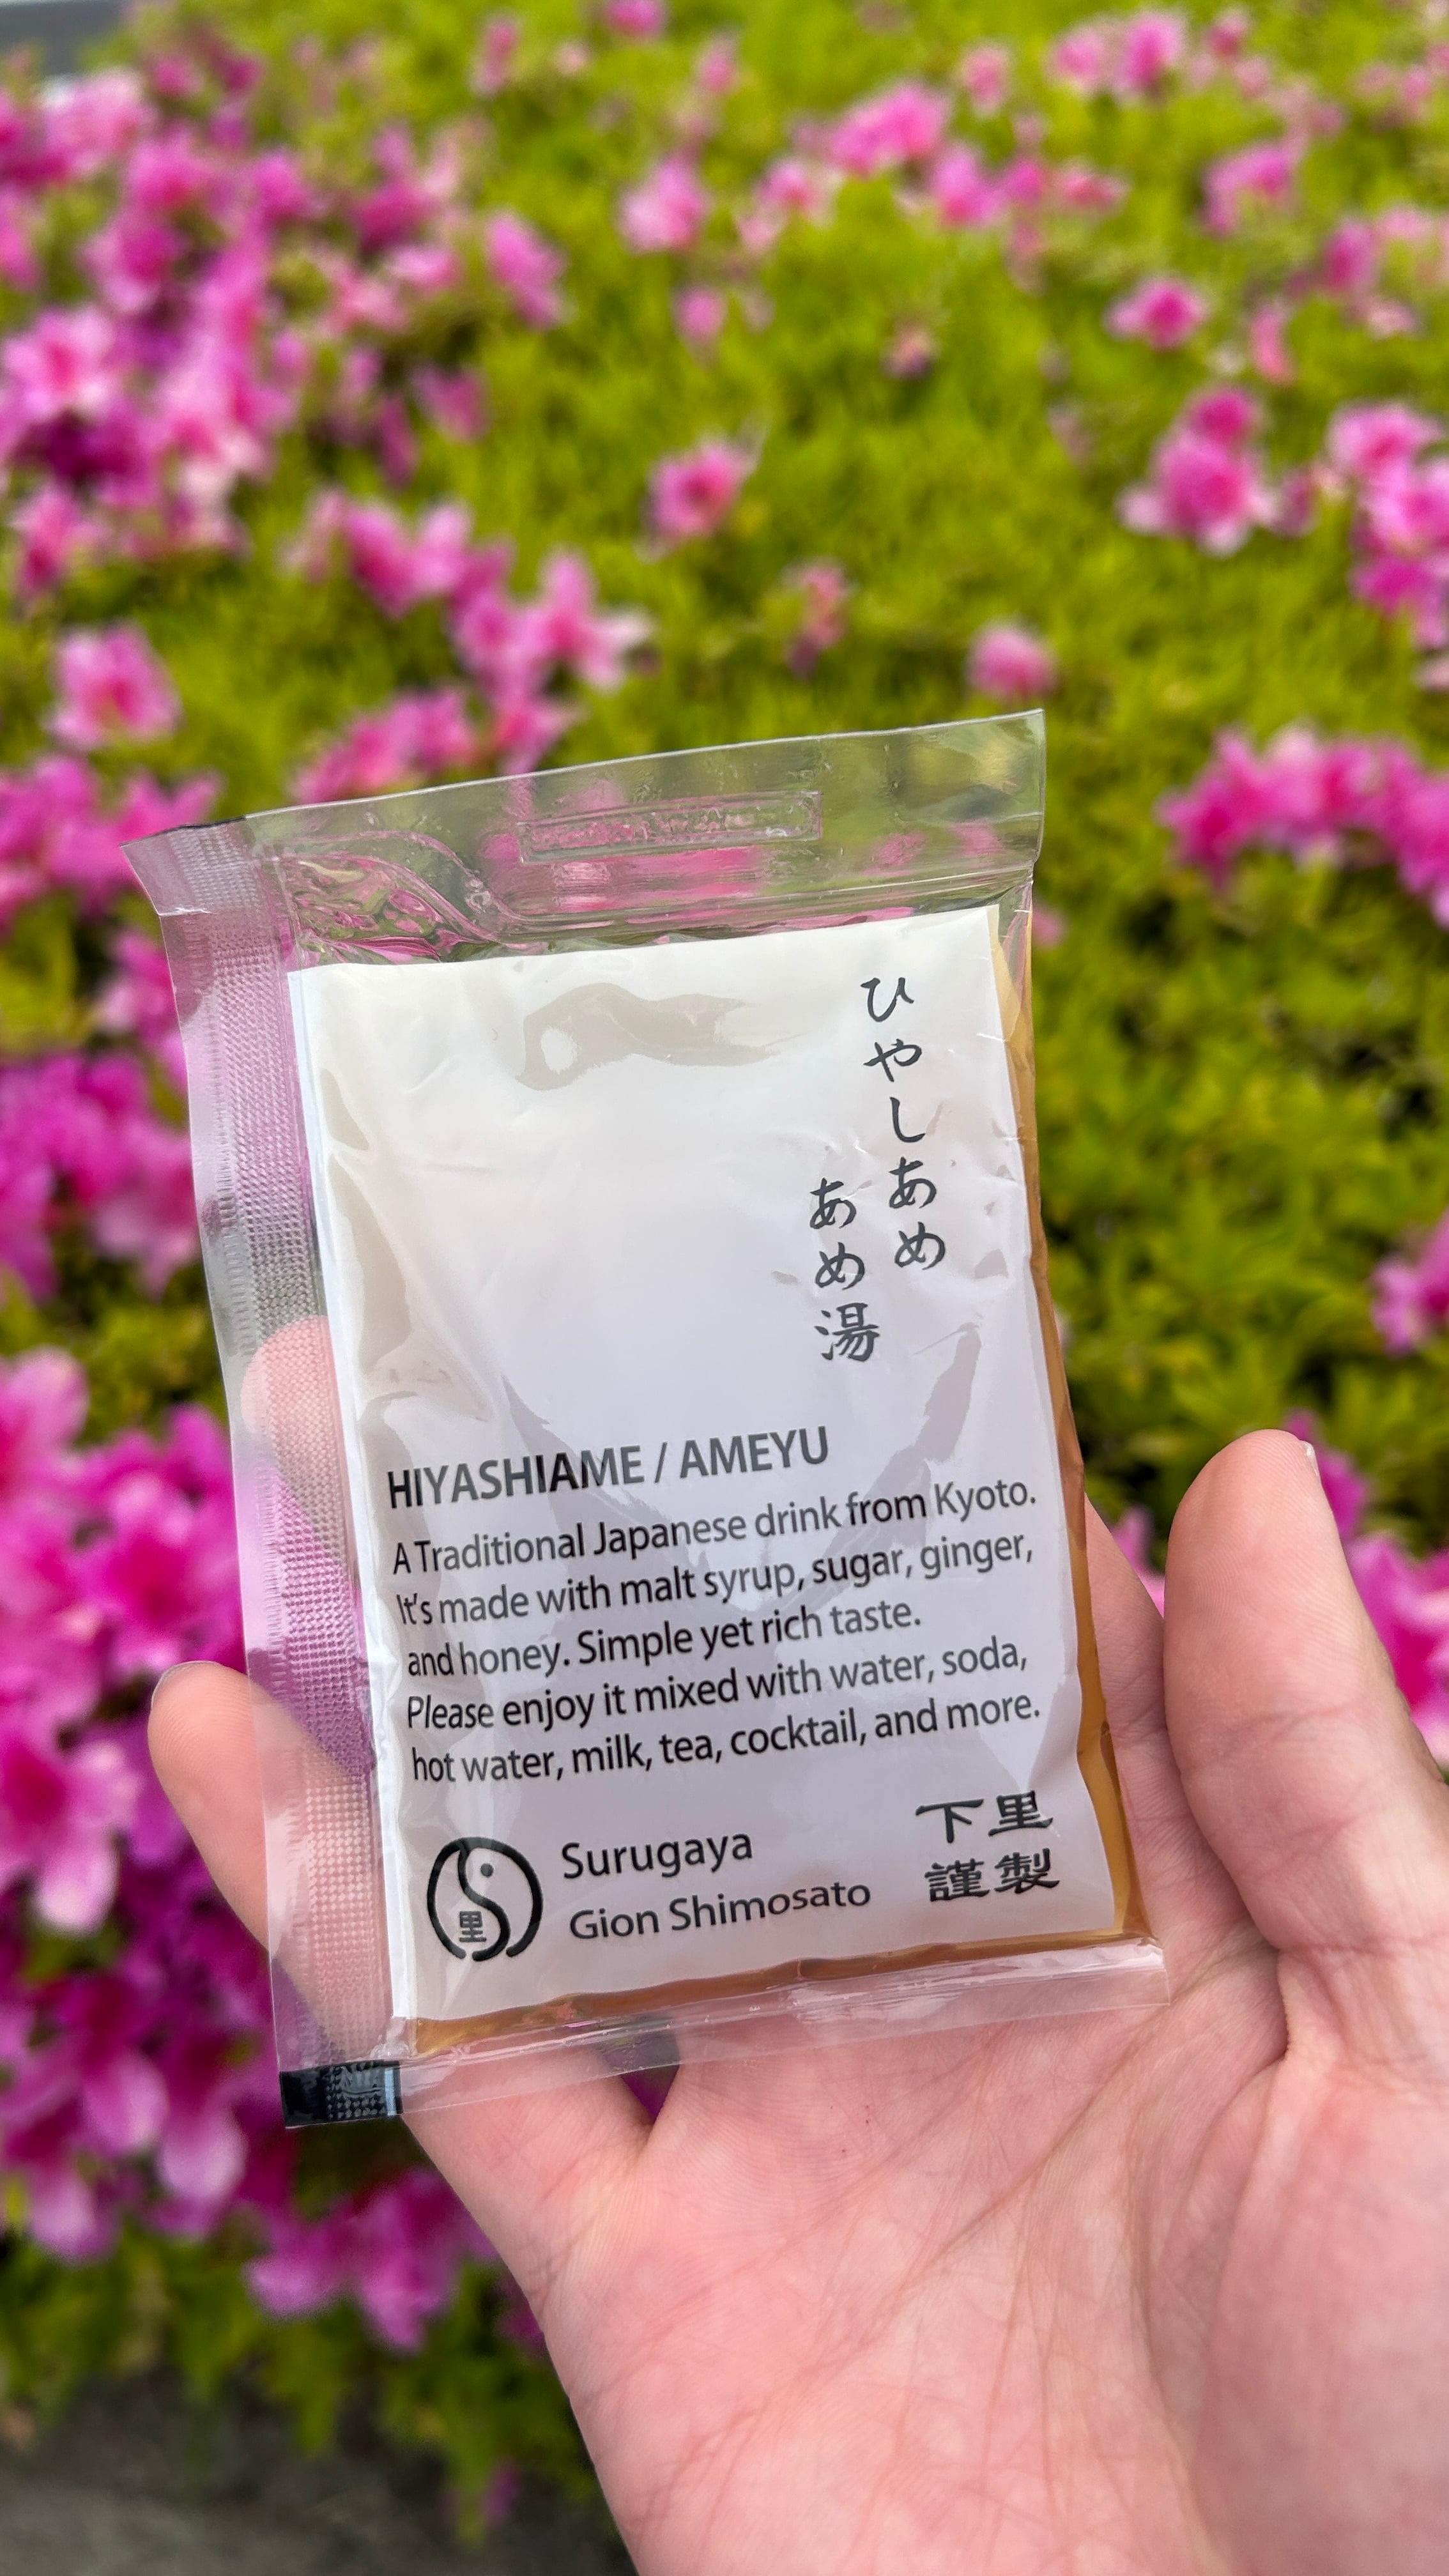 ひやしあめ
あめ湯
HIYASHIAME / AMEYU
A Traditional Japanese drink from Kyoto.
It's made with malt syrup, sugar, ginger,
and honey. Simple yet rich taste.
Please enjoy it mixed with water, soda,
hot water, milk, tea, cocktail, and more.
里
Surugaya
Gion Shimosato
下里
謹製